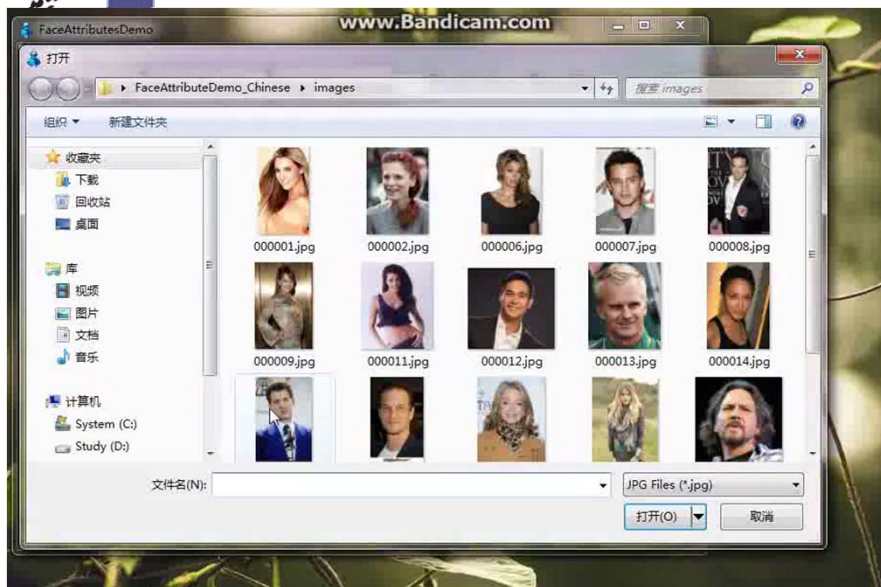 www.Bandicam.com
FaceAttributesDemo
打开
FaceAttributeDemo_Chinese ▸ images
搜索 images
组织 ▼ 新建文件夹
收藏夹
下载
回收站
桌面
库
视频
图片
文档
音乐
计算机
System (C:)
Study (D:)
000001.jpg 000002.jpg 000006.jpg 000007.jpg 000008.jpg
000009.jpg 000011.jpg 000012.jpg 000013.jpg 000014.jpg
文件名(N):
JPG Files (*.jpg)
打开(O) 取消